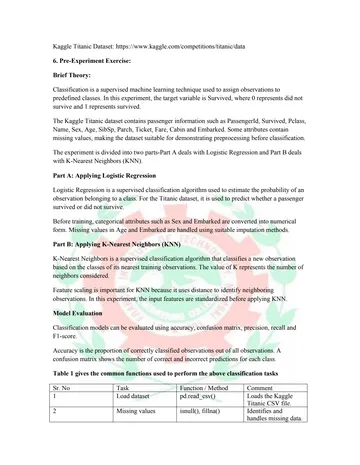 Kaggle Titanic Dataset: https://www.kaggle.com/competitions/titanic/data
6. Pre-Experiment Exercise:
Brief Theory:
Classification is a supervised machine learning technique used to assign observations to
predefined classes. In this experiment, the target variable is Survived, where 0 represents did not
survive and 1 represents survived.
The Kaggle Titanic dataset contains passenger information such as PassengerId, Survived, Pclass,
Name, Sex, Age, SibSp, Parch, Ticket, Fare, Cabin and Embarked. Some attributes contain
missing values, making the dataset suitable for demonstrating preprocessing before classification.
The experiment is divided into two parts-Part A deals with Logistic Regression and Part B deals
with K-Nearest Neighbors (KNN).
Part A: Applying Logistic Regression
Logistic Regression is a supervised classification algorithm used to estimate the probability of an
observation belonging to a class. For the Titanic dataset, it is used to predict whether a passenger
survived or did not survive.
Before training, categorical attributes such as Sex and Embarked are converted into numerical
form. Missing values in Age and Embarked are handled using suitable imputation methods.
Part B: Applying K-Nearest Neighbors (KNN)
K-Nearest Neighbors is a supervised classification algorithm that classifies a new observation
based on the classes of its nearest training observations. The value of K represents the number of
neighbors considered.
Feature scaling is important for KNN because it uses distance to identify neighboring
observations. In this experiment, the input features are standardized before applying KNN.
Model Evaluation
Classification models can be evaluated using accuracy, confusion matrix, precision, recall and
F1-score.
Accuracy is the proportion of correctly classified observations out of all observations. A
confusion matrix shows the number of correct and incorrect predictions for each class.
Table 1 gives the common functions used to perform the above classification tasks
Sr. No Task Function / Method Comment
1 Load dataset pd.read_csv() Loads the Kaggle
Titanic CSV file.
2 Missing values isnull(), fillna() Identifies and
handles missing data.